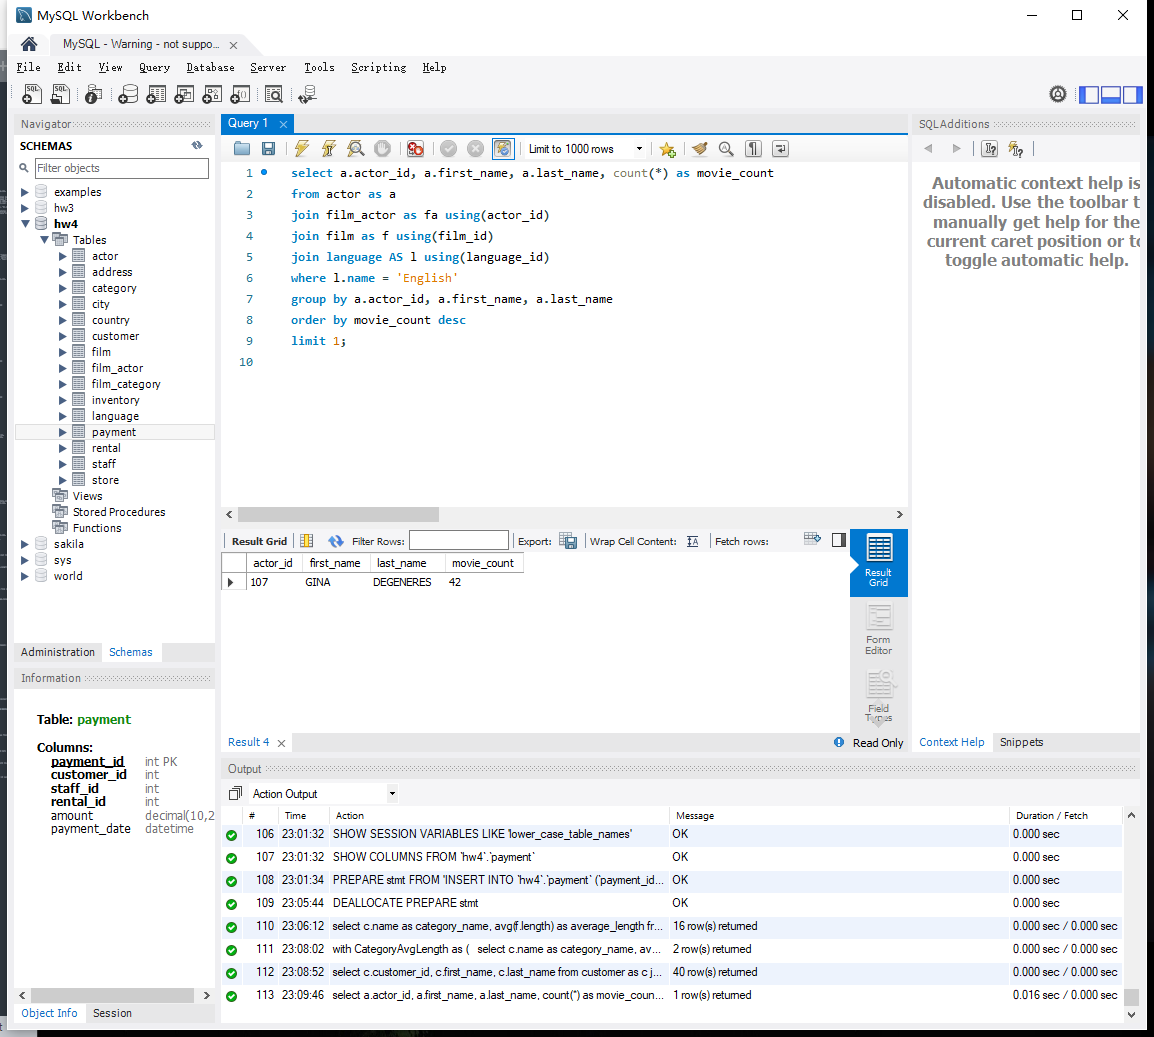 MySQL Workbench
MySQL - Warning - not suppo...
File Edit View Query Database Server Tools Scripting Help
Navigator
SCHEMAS
Filter objects
examples
hw3
hw4
Tables
actor
address
category
city
country
customer
film
film_actor
film_category
inventory
language
payment
rental
staff
store
Views
Stored Procedures
Functions
sakila
sys
world
Administration Schemas
Information
Table: payment
Columns:
payment_id int PK
customer_id int
staff_id int
rental_id int
amount decimal(10,2
payment_date datetime
Object Info Session
Query 1
Limit to 1000 rows
1 select a.actor_id, a.first_name, a.last_name, count(*) as movie_count
2 from actor as a
3 join film_actor as fa using(actor_id)
4 join film as f using(film_id)
5 join language AS l using(language_id)
6 where l.name = 'English'
7 group by a.actor_id, a.first_name, a.last_name
8 order by movie_count desc
9 limit 1;
10
Result Grid Filter Rows: Export: Wrap Cell Content: Fetch rows:
actor_id first_name last_name movie_count
107 GINA DEGENERES 42
Result
Grid
Form
Editor
Field
Types
Result 4
Read Only
SQLAdditions
Automatic context help is
disabled. Use the toolbar t
manually get help for the
current caret position or to
toggle automatic help.
Context Help Snippets
Output
Action Output
# Time Action Message Duration / Fetch
106 23:01:32 SHOW SESSION VARIABLES LIKE 'lower_case_table_names' OK 0.000 sec
107 23:01:32 SHOW COLUMNS FROM `hw4`.`payment` OK 0.000 sec
108 23:01:34 PREPARE stmt FROM 'INSERT INTO `hw4`.`payment` (`payment_id... OK 0.000 sec
109 23:05:44 DEALLOCATE PREPARE stmt OK 0.000 sec
110 23:06:12 select c.name as category_name, avg(f.length) as average_length fr... 16 row(s) returned 0.000 sec / 0.000 sec
111 23:08:02 with CategoryAvgLength as ( select c.name as category_name, av... 2 row(s) returned 0.000 sec / 0.000 sec
112 23:08:52 select c.customer_id, c.first_name, c.last_name from customer as c j... 40 row(s) returned 0.000 sec / 0.000 sec
113 23:09:46 select a.actor_id, a.first_name, a.last_name, count(*) as movie_coun... 1 row(s) returned 0.016 sec / 0.000 sec